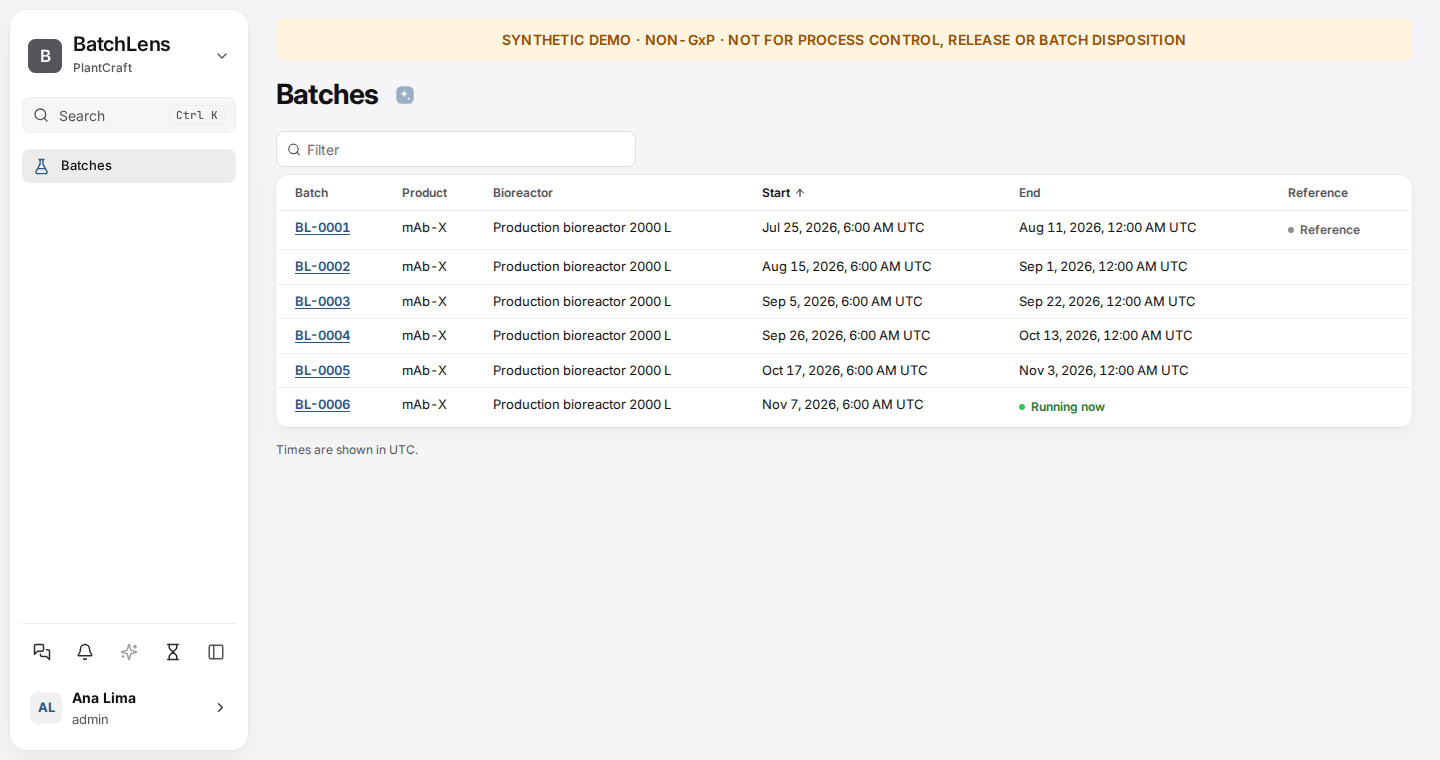 B
BatchLens
PlantCraft
Search Ctrl K
Batches
Ana Lima
AL
admin
SYNTHETIC DEMO · NON-GxP · NOT FOR PROCESS CONTROL, RELEASE OR BATCH DISPOSITION
Batches
Filter
Batch Product Bioreactor Start ↑ End Reference
BL-0001 mAb-X Production bioreactor 2000 L Jul 25, 2026, 6:00 AM UTC Aug 11, 2026, 12:00 AM UTC Reference
BL-0002 mAb-X Production bioreactor 2000 L Aug 15, 2026, 6:00 AM UTC Sep 1, 2026, 12:00 AM UTC
BL-0003 mAb-X Production bioreactor 2000 L Sep 5, 2026, 6:00 AM UTC Sep 22, 2026, 12:00 AM UTC
BL-0004 mAb-X Production bioreactor 2000 L Sep 26, 2026, 6:00 AM UTC Oct 13, 2026, 12:00 AM UTC
BL-0005 mAb-X Production bioreactor 2000 L Oct 17, 2026, 6:00 AM UTC Nov 3, 2026, 12:00 AM UTC
BL-0006 mAb-X Production bioreactor 2000 L Nov 7, 2026, 6:00 AM UTC Running now
Times are shown in UTC.